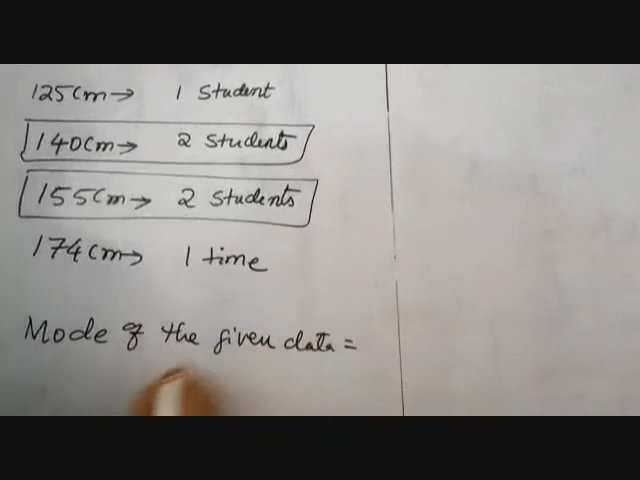 125cm → 1 Student
140cm → 2 Students
155cm → 2 Students
174cm → 1 time
Mode of the given data =